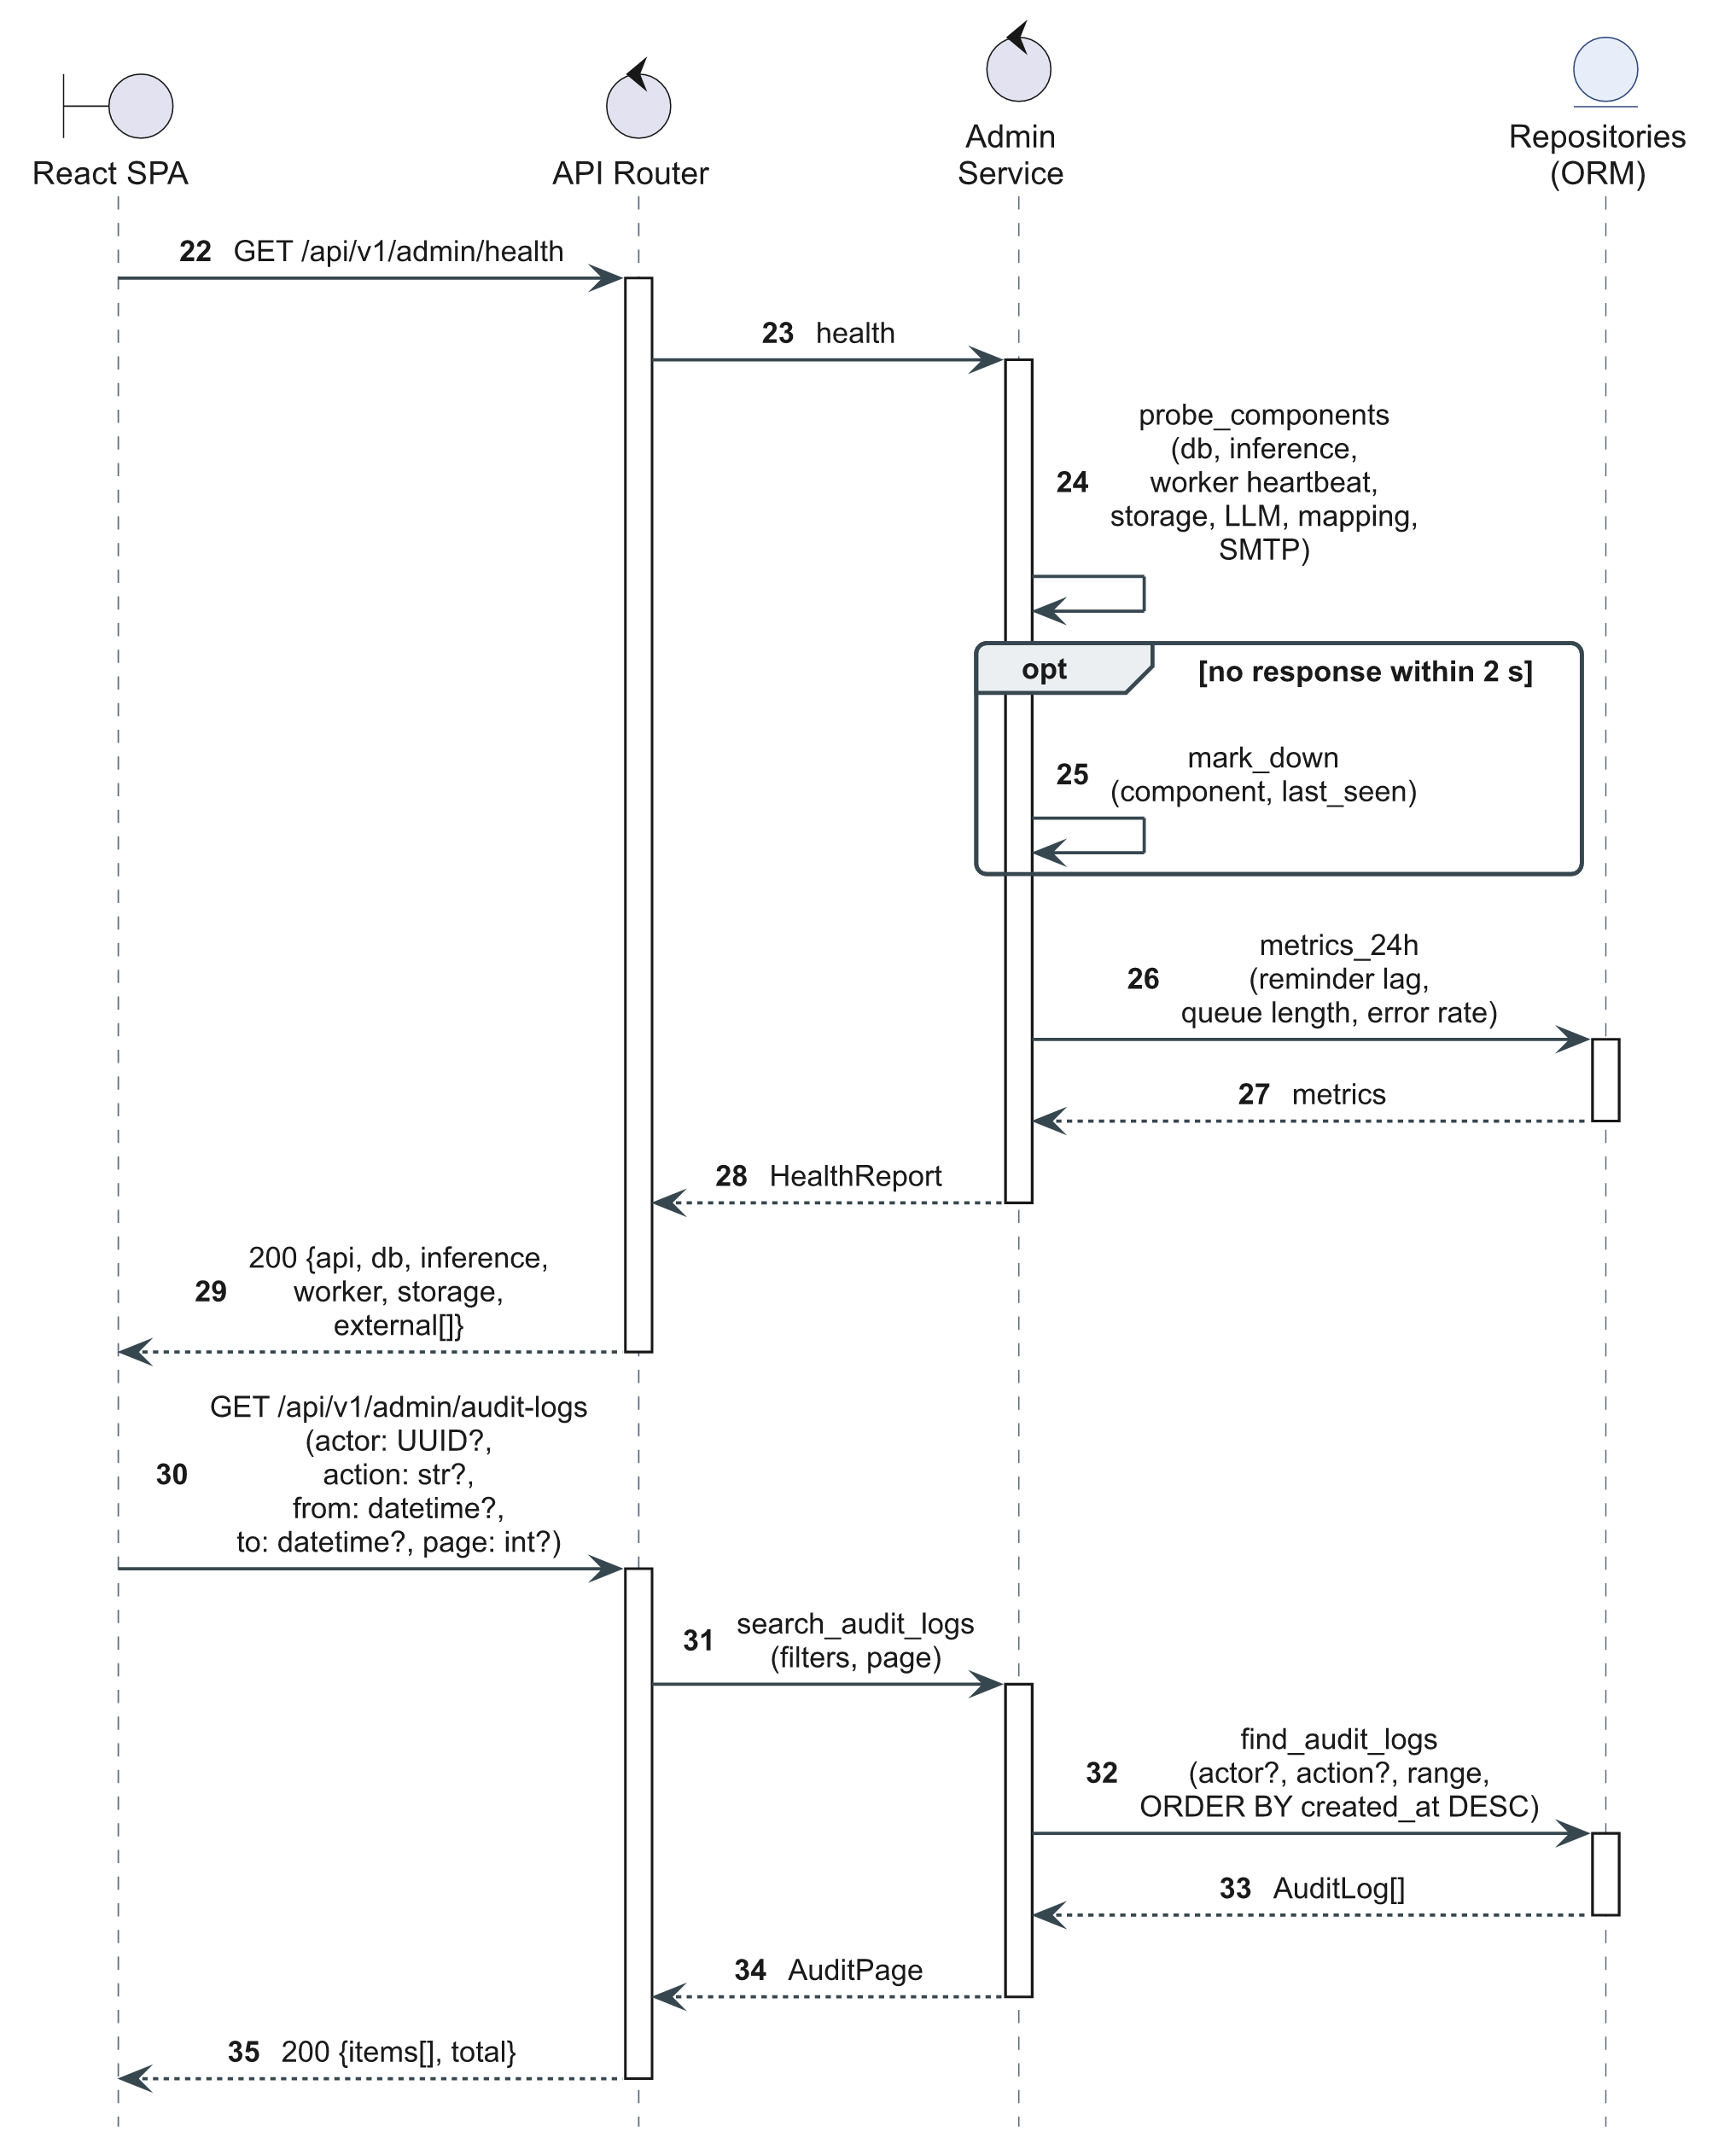 React SPA
API Router
Admin
Service
Repositories
(ORM)
22 GET /api/v1/admin/health
23 health
probe_components
(db, inference,
24 worker heartbeat,
storage, LLM, mapping,
SMTP)
opt [no response within 2 s]
mark_down
25 (component, last_seen)
metrics_24h
26 (reminder lag,
queue length, error rate)
27 metrics
28 HealthReport
200 {api, db, inference,
29 worker, storage,
external[]}
GET /api/v1/admin/audit-logs
(actor: UUID?,
30 action: str?,
from: datetime?,
to: datetime?, page: int?)
31 search_audit_logs
(filters, page)
find_audit_logs
32 (actor?, action?, range,
ORDER BY created_at DESC)
33 AuditLog[]
34 AuditPage
35 200 {items[], total}